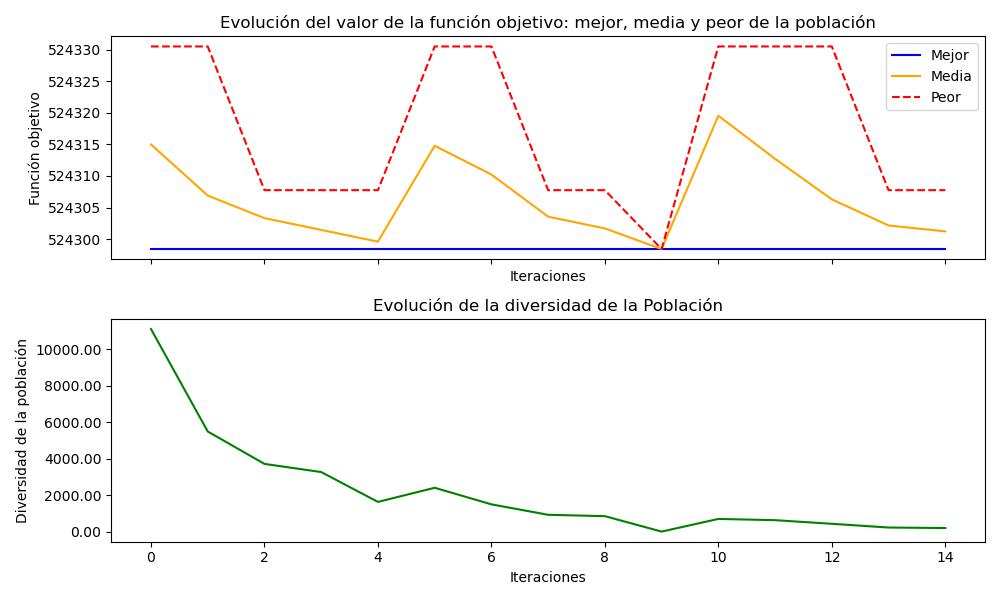 Evolución del valor de la función objetivo: mejor, media y peor de la población
524330
524325
524320
524315
524310
524305
524300
Función objetivo
Mejor
Media
Peor
Iteraciones
Evolución de la diversidad de la Población
10000.00
8000.00
6000.00
4000.00
2000.00
0.00
Diversidad de la población
0 2 4 6 8 10 12 14
Iteraciones